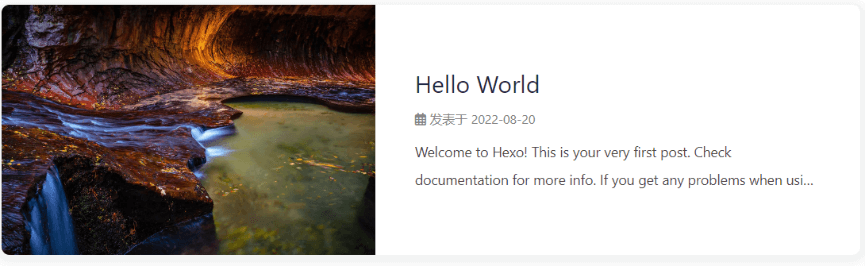 Hello World
发表于 2022-08-20
Welcome to Hexo! This is your very first post. Check
documentation for more info. If you get any problems when usi...